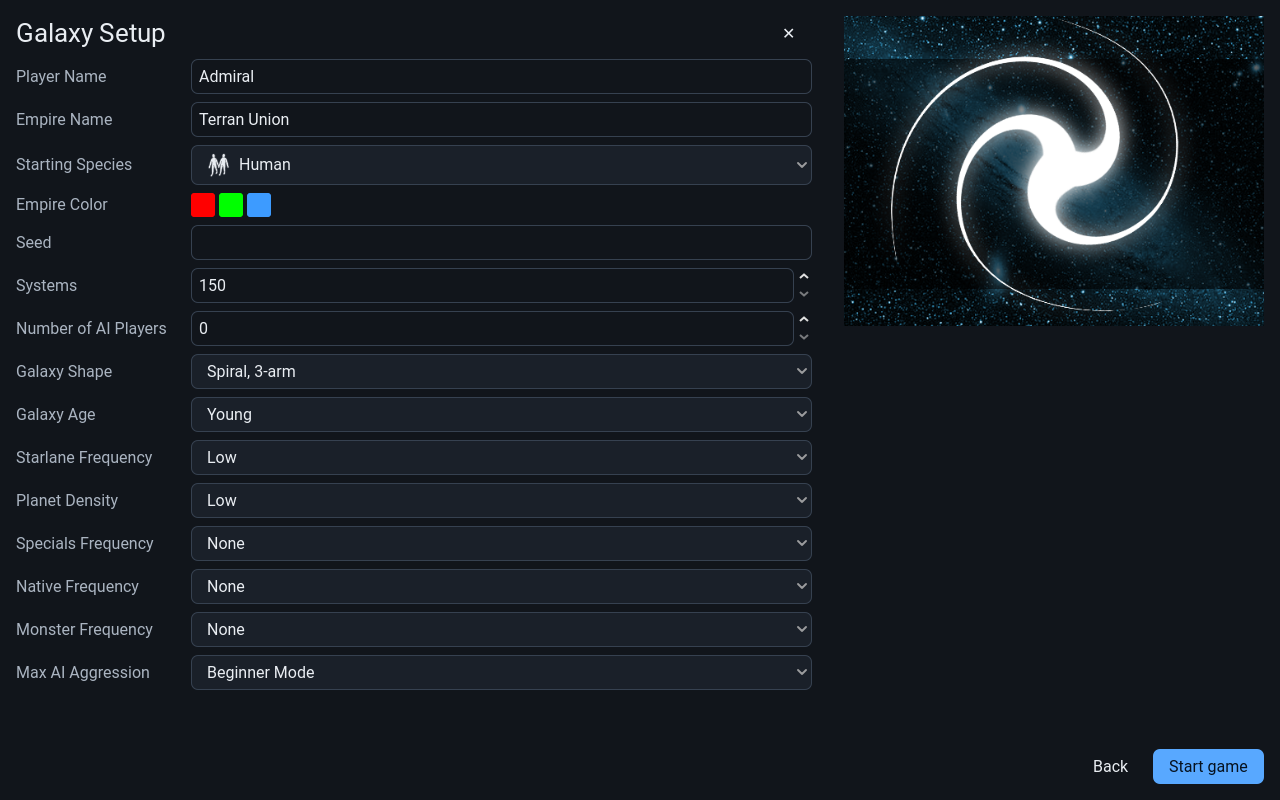 Galaxy Setup
Player Name Admiral
Empire Name Terran Union
Starting Species Human
Empire Color
Seed
Systems 150
Number of AI Players 0
Galaxy Shape Spiral, 3-arm
Galaxy Age Young
Starlane Frequency Low
Planet Density Low
Specials Frequency None
Native Frequency None
Monster Frequency None
Max AI Aggression Beginner Mode
Back Start game